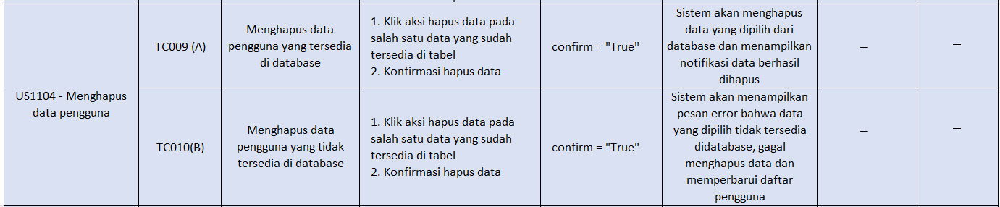 US1104 - Menghapus
data pengguna
TC009 (A)
Menghapus data
pengguna yang tersedia
di database
1. Klik aksi hapus data pada
salah satu data yang sudah
tersedia di tabel
2. Konfirmasi hapus data
confirm = "True"
Sistem akan menghapus
data yang dipilih dari
database dan menampilkan
notifikasi data berhasil
dihapus
—
—
TC010(B)
Menghapus data
pengguna yang tidak
tersedia di database
1. Klik aksi hapus data pada
salah satu data yang sudah
tersedia di tabel
2. Konfirmasi hapus data
confirm = "True"
Sistem akan menampilkan
pesan error bahwa data
yang dipilih tidak tersedia
didatabase, gagal
menghapus data dan
memperbarui daftar
pengguna
—
—